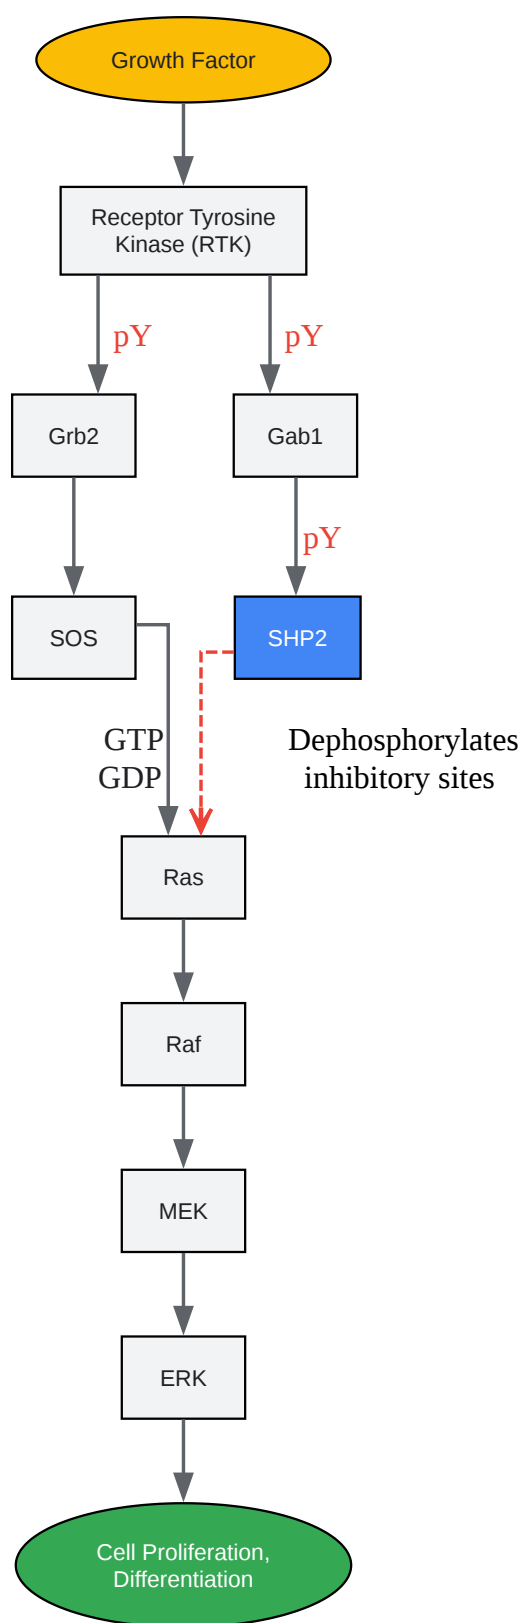 Growth Factor
Receptor Tyrosine
Kinase (RTK)
pY
pY
Grb2
Gab1
pY
SOS
SHP2
GTP
GDP
Dephosphorylates
inhibitory sites
Ras
Raf
MEK
ERK
Cell Proliferation,
Differentiation